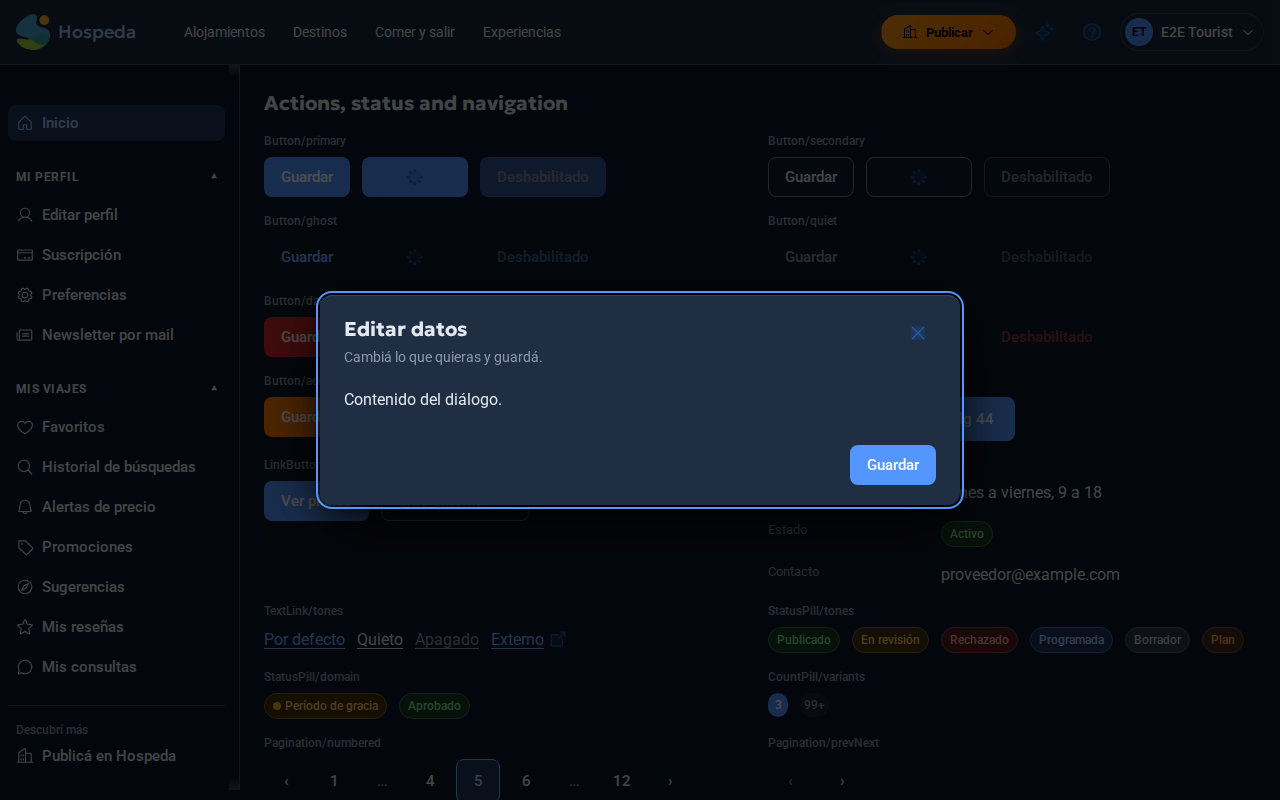 Hospeda
Alojamientos
Destinos
Comer y salir
Experiencias
Publicar
ET
E2E Tourist
Inicio
MI PERFIL
Editar perfil
Suscripción
Preferencias
Newsletter por mail
MIS VIAJES
Favoritos
Historial de búsquedas
Alertas de precio
Promociones
Sugerencias
Mis reseñas
Mis consultas
Descubrí más
Publicá en Hospeda
Actions, status and navigation
Button/primary
Guardar
Deshabilitado
Button/secondary
Guardar
Deshabilitado
Button/ghost
Guardar
Deshabilitado
Button/quiet
Guardar
Deshabilitado
Deshabilitado
Editar datos
Cambiá lo que quieras y guardá.
Contenido del diálogo.
Guardar
44
a viernes, 9 a 18
Estado
Activo
Contacto
proveedor@example.com
TextLink/tones
Por defecto
Quieto
Apagado
Externo
StatusPill/tones
Publicado
En revisión
Rechazado
Programada
Borrador
Plan
StatusPill/domain
Período de gracia
Aprobado
CountPill/variants
3
99+
Pagination/numbered
‹ 1 … 4 5 6 … 12 ›
Pagination/prevNext
‹ ›